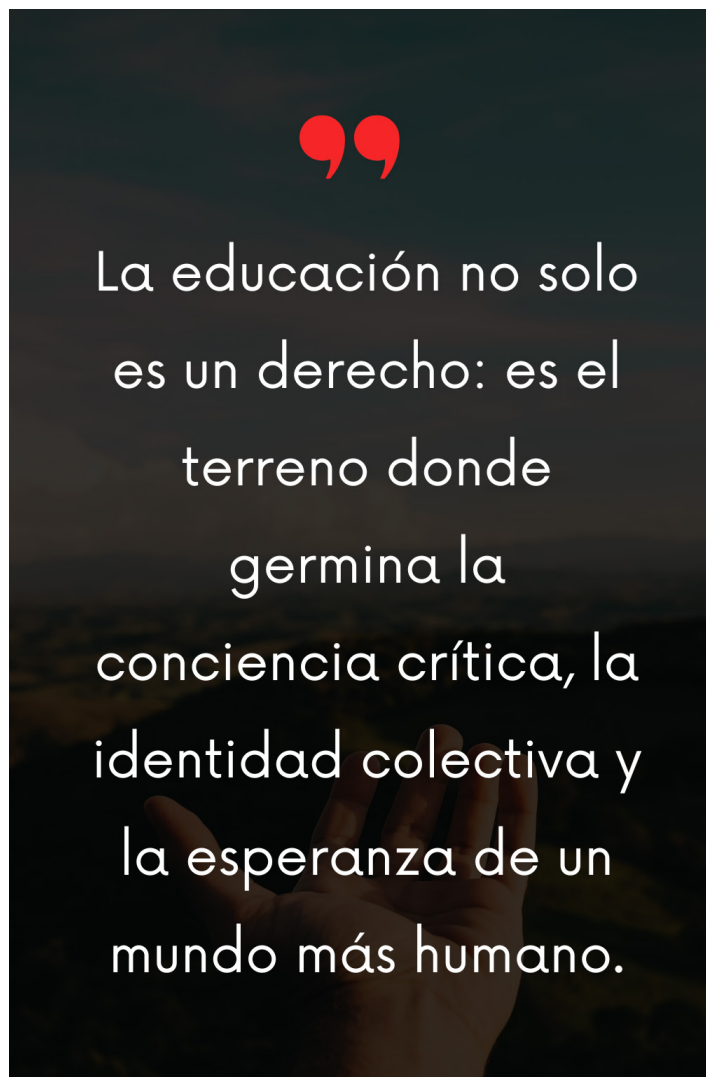 ”
La educación no solo
es un derecho: es el
terreno donde
germina la
conciencia crítica, la
identidad colectiva y
la esperanza de un
mundo más humano.